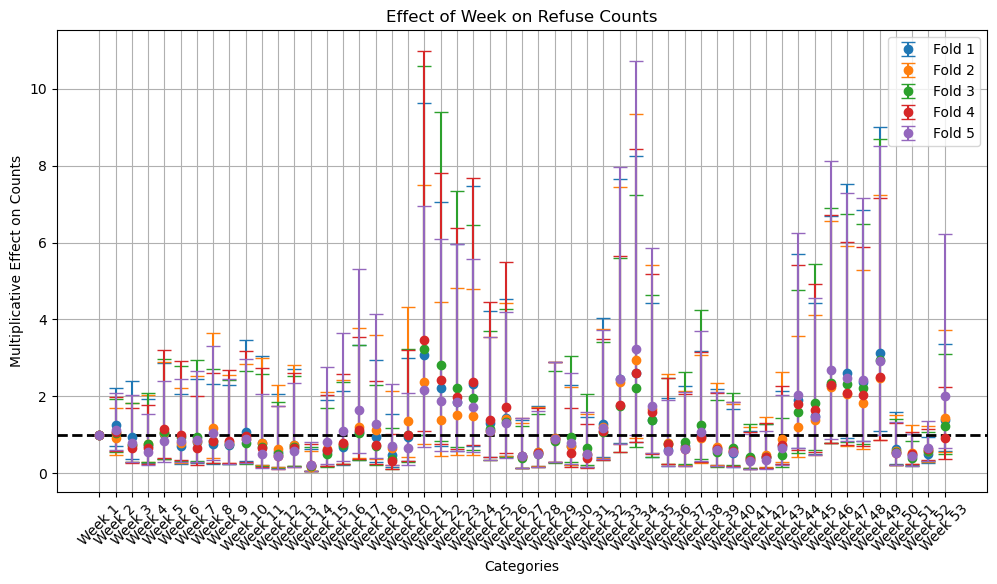 Effect of Week on Refuse Counts
Multiplicative Effect on Counts
10
8
6
4
2
0
Fold 1
Fold 2
Fold 3
Fold 4
Fold 5
Week 1
Week 2
Week 3
Week 4
Week 5
Week 6
Week 7
Week 8
Week 9
Week 10
Week 11
Week 12
Week 13
Week 14
Week 15
Week 16
Week 17
Week 18
Week 19
Week 20
Week 21
Week 22
Week 23
Week 24
Week 25
Week 26
Week 27
Week 28
Week 29
Week 30
Week 31
Week 32
Week 33
Week 34
Week 35
Week 36
Week 37
Week 38
Week 39
Week 40
Week 41
Week 42
Week 43
Week 44
Week 45
Week 46
Week 47
Week 48
Week 49
Week 50
Week 51
Week 52
Week 53
Categories